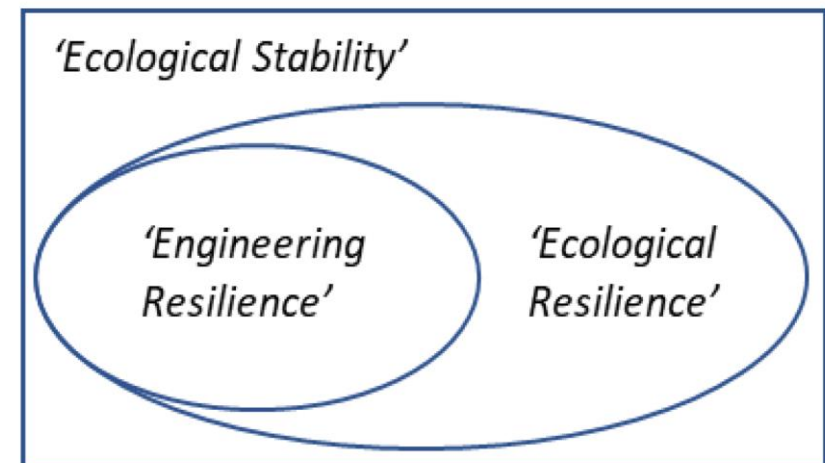 ‘Ecological Stability’
‘Engineering
Resilience’
‘Ecological
Resilience’